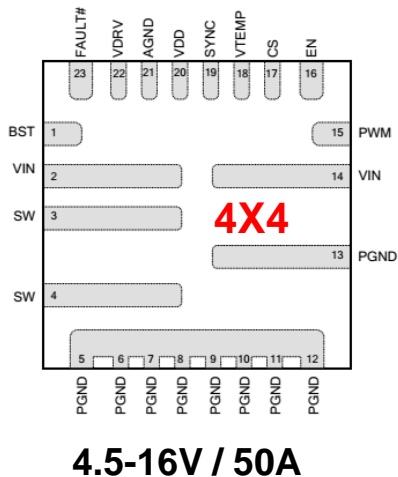 FAULT# VDRV AGND VDD SYNC VTEMP CS EN
23 22 21 20 19 18 17 16
BST 1 15 PWM
VIN 2 14 VIN
SW 3 4X4
13 PGND
SW 4
5 6 7 8 9 10 11 12
PGND PGND PGND PGND PGND PGND PGND PGND
4.5-16V / 50A